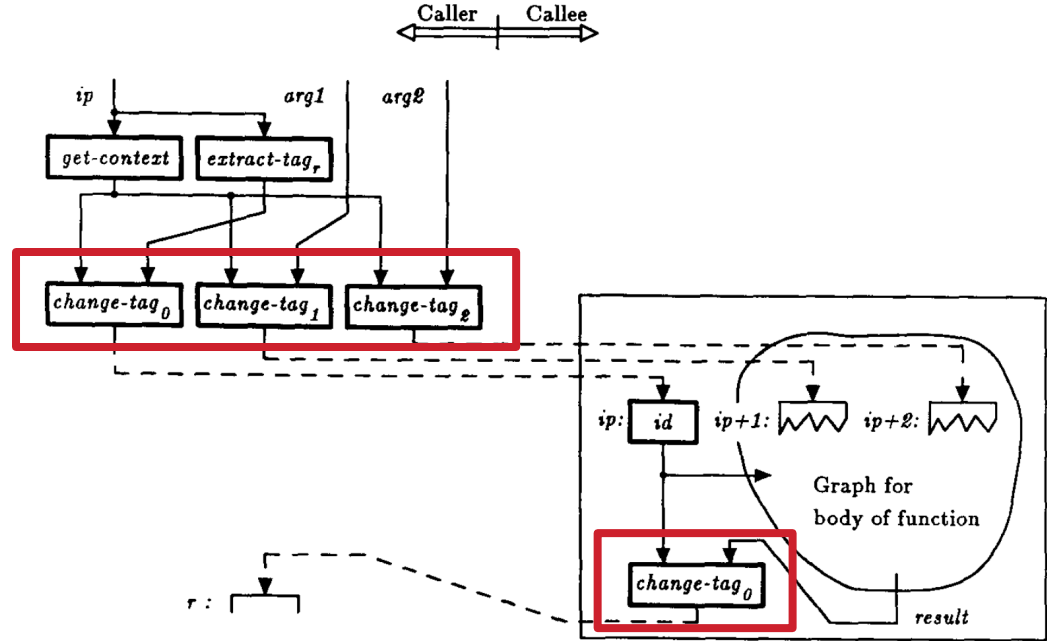 Caller Callee
ip arg1 arg2
get-context extract-tag_r
change-tag_0 change-tag_1 change-tag_2
ip: id ip+1: ip+2:
Graph for
body of function
change-tag_0
r : result